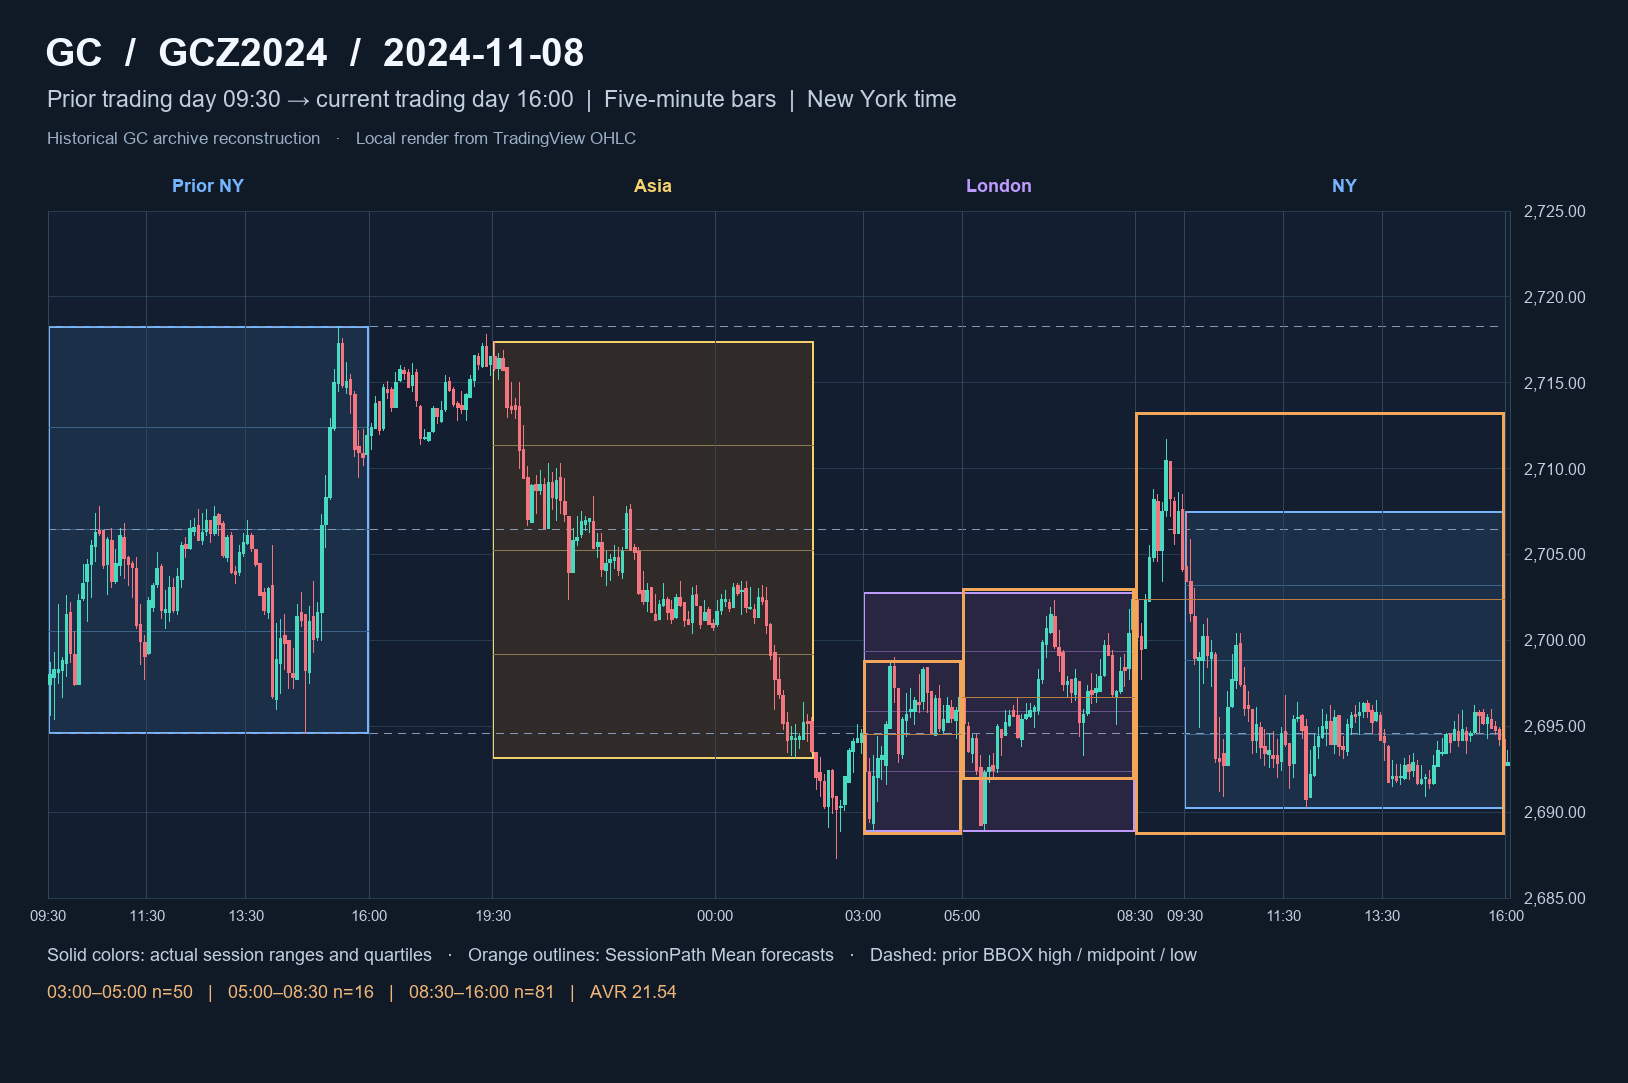 GC / GCZ2024 / 2024-11-08
Prior trading day 09:30 → current trading day 16:00 | Five-minute bars | New York time
Historical GC archive reconstruction · Local render from TradingView OHLC
Prior NY Asia London NY
2,725.00
2,720.00
2,715.00
2,710.00
2,705.00
2,700.00
2,695.00
2,690.00
2,685.00
09:30 11:30 13:30 16:00 19:30 00:00 03:00 05:00 08:30 09:30 11:30 13:30 16:00
Solid colors: actual session ranges and quartiles · Orange outlines: SessionPath Mean forecasts · Dashed: prior BBOX high / midpoint / low
03:00–05:00 n=50 | 05:00–08:30 n=16 | 08:30–16:00 n=81 | AVR 21.54